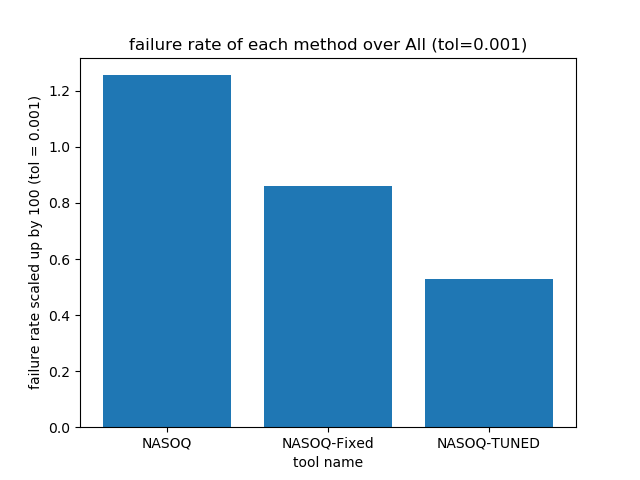 failure rate of each method over All (tol=0.001)
failure rate scaled up by 100 (tol = 0.001)
1.2
1.0
0.8
0.6
0.4
0.2
0.0
NASOQ
NASOQ-Fixed
NASOQ-TUNED
tool name